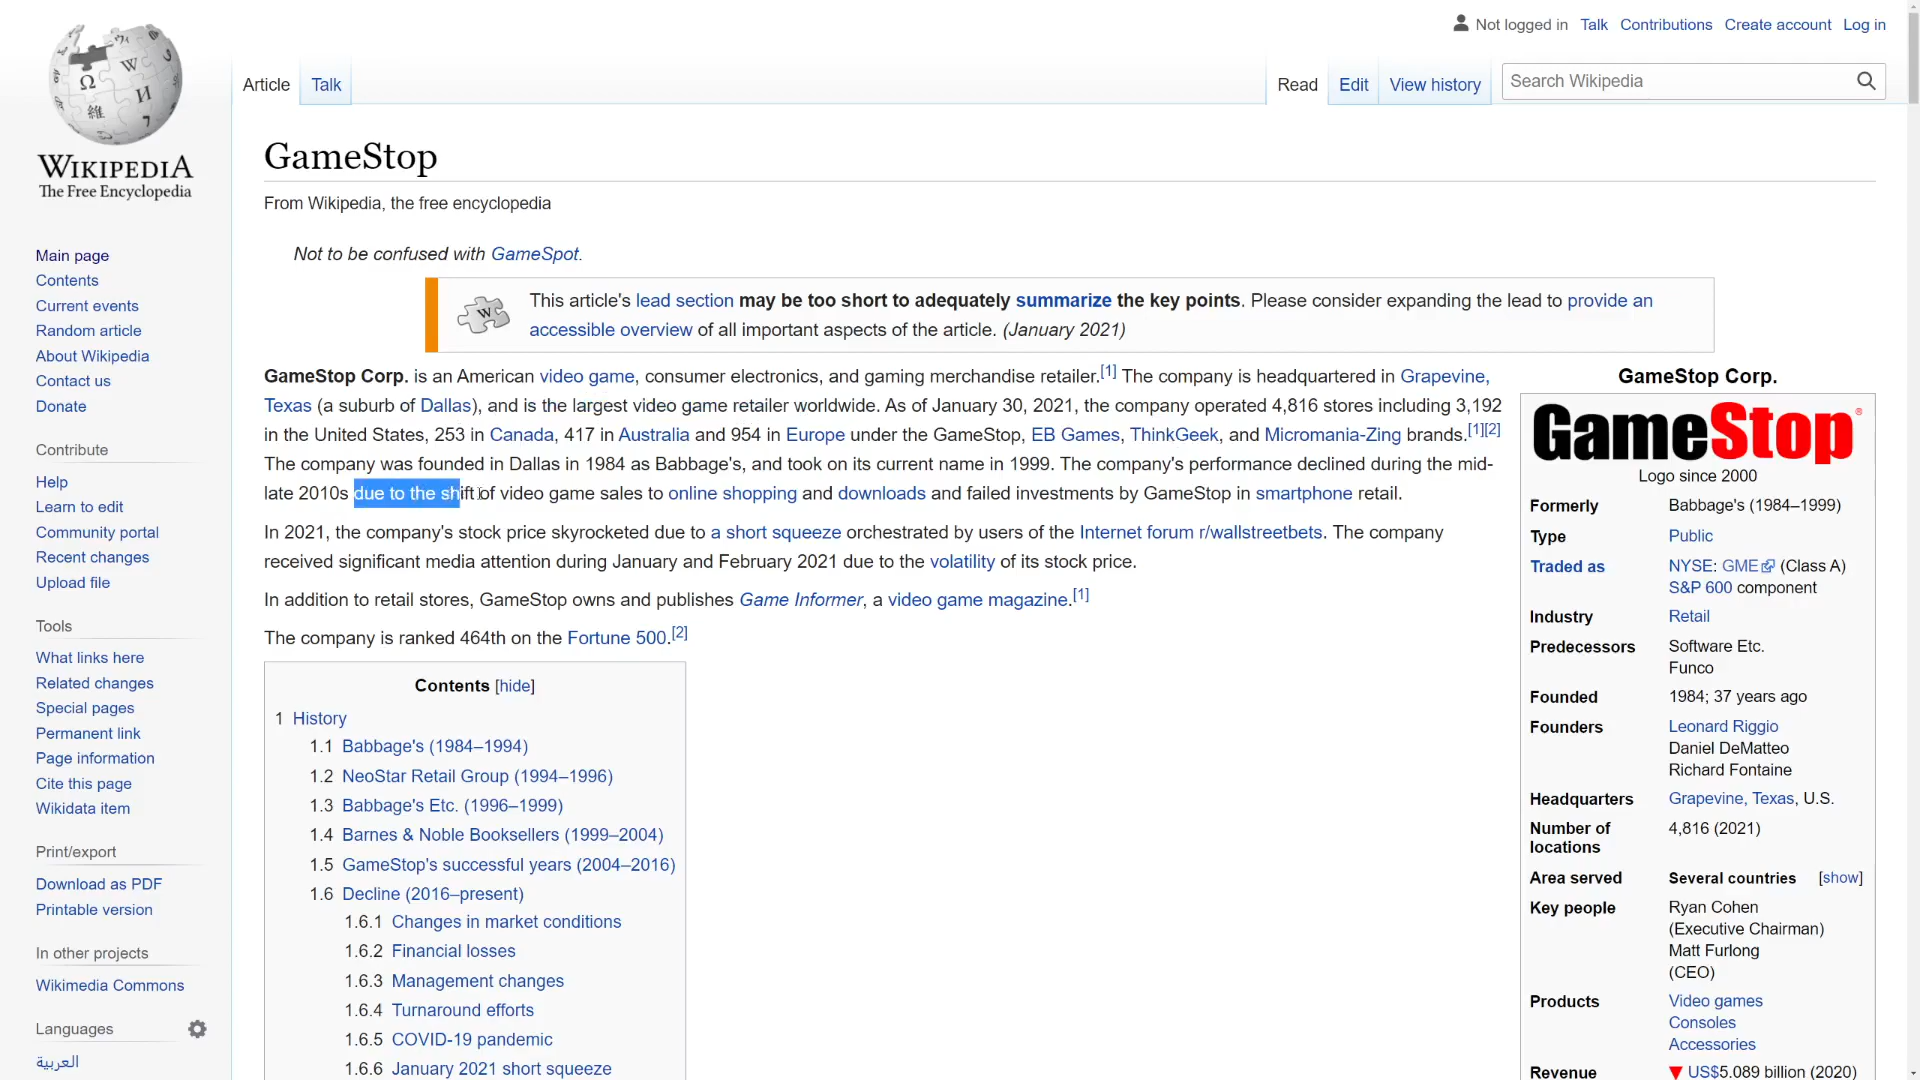 Not logged in Talk Contributions Create account Log in
Article Talk Read Edit View history Search Wikipedia
WIKIPEDIA
The Free Encyclopedia
Main page
Contents
Current events
Random article
About Wikipedia
Contact us
Donate
Contribute
Help
Learn to edit
Community portal
Recent changes
Upload file
Tools
What links here
Related changes
Special pages
Permanent link
Page information
Cite this page
Wikidata item
Print/export
Download as PDF
Printable version
In other projects
Wikimedia Commons
Languages
العربية
GameStop
From Wikipedia, the free encyclopedia
Not to be confused with GameSpot.
This article's lead section may be too short to adequately summarize the key points. Please consider expanding the lead to provide an
accessible overview of all important aspects of the article. (January 2021)
GameStop Corp. is an American video game, consumer electronics, and gaming merchandise retailer.[1] The company is headquartered in Grapevine,
Texas (a suburb of Dallas), and is the largest video game retailer worldwide. As of January 30, 2021, the company operated 4,816 stores including 3,192
in the United States, 253 in Canada, 417 in Australia and 954 in Europe under the GameStop, EB Games, ThinkGeek, and Micromania-Zing brands.[1][2]
The company was founded in Dallas in 1984 as Babbage's, and took on its current name in 1999. The company's performance declined during the mid-
late 2010s due to the shift of video game sales to online shopping and downloads and failed investments by GameStop in smartphone retail.
In 2021, the company's stock price skyrocketed due to a short squeeze orchestrated by users of the Internet forum r/wallstreetbets. The company
received significant media attention during January and February 2021 due to the volatility of its stock price.
In addition to retail stores, GameStop owns and publishes Game Informer, a video game magazine.[1]
The company is ranked 464th on the Fortune 500.[2]
Contents [hide]
1 History
1.1 Babbage's (1984–1994)
1.2 NeoStar Retail Group (1994–1996)
1.3 Babbage's Etc. (1996–1999)
1.4 Barnes & Noble Booksellers (1999–2004)
1.5 GameStop's successful years (2004–2016)
1.6 Decline (2016–present)
1.6.1 Changes in market conditions
1.6.2 Financial losses
1.6.3 Management changes
1.6.4 Turnaround efforts
1.6.5 COVID-19 pandemic
1.6.6 January 2021 short squeeze
GameStop Corp.
GameStop®
Logo since 2000
Formerly Babbage's (1984–1999)
Type Public
Traded as NYSE: GME (Class A)
S&P 600 component
Industry Retail
Predecessors Software Etc.
Funco
Founded 1984; 37 years ago
Founders Leonard Riggio
Daniel DeMatteo
Richard Fontaine
Headquarters Grapevine, Texas, U.S.
Number of locations 4,816 (2021)
Area served Several countries [show]
Key people Ryan Cohen
(Executive Chairman)
Matt Furlong
(CEO)
Products Video games
Consoles
Accessories
Revenue ▼ US$5.089 billion (2020)